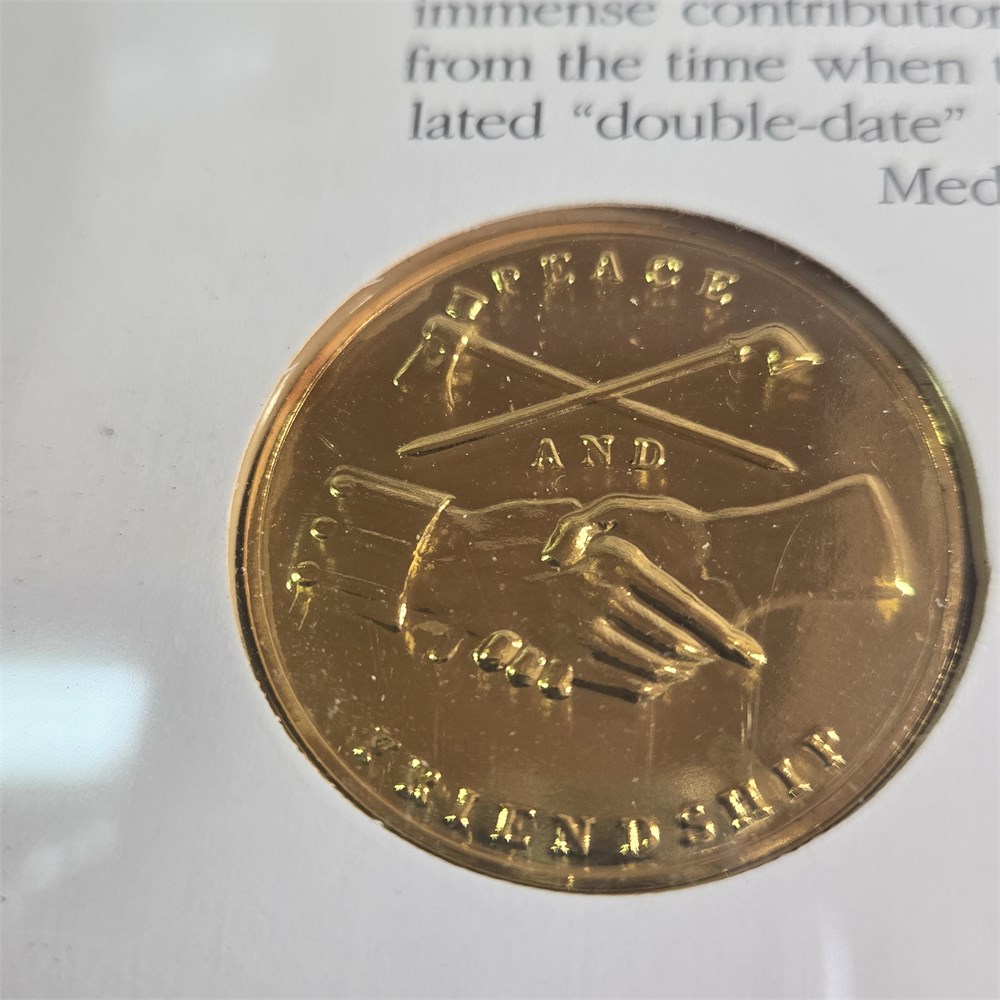 immense contribution
from the time when t
lated “double-date”
Med
PEACE
AND
FRIENDSHIP